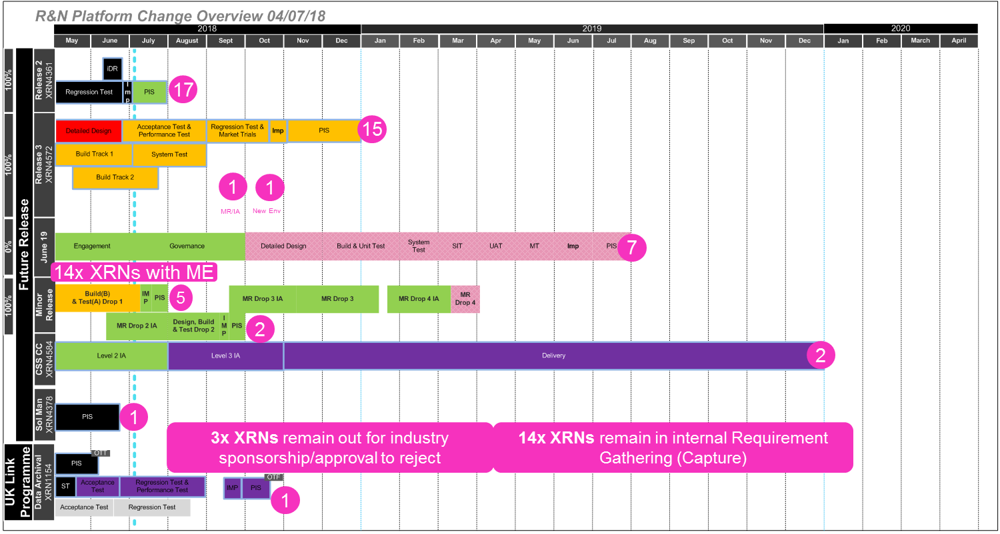 R&N Platform Change Overview 04/07/18
2018
2019
2020
May
June
July
August
Sept
Oct
Nov
Dec
Jan
Feb
Mar
Apr
May
Jun
Jul
Aug
Sep
Oct
Nov
Dec
Jan
Feb
March
April
Future Release
100%
Release 2
XRN4361
iDR
Regression Test
I
m
p
PIS
17
100%
Release 3
XRN4572
Detailed Design
Acceptance Test &
Performance Test
Regression Test &
Market Trials
Imp
PIS
15
Build Track 1
System Test
Build Track 2
1
1
MR/IA
New Env
0%
June 19
Engagement
Governance
Detailed Design
Build & Unit Test
System
Test
SIT
UAT
MT
Imp
PIS
7
14x XRNs with ME
100%
Minor
Release
Build(B)
& Test(A) Drop 1
IM
P
PIS
5
MR Drop 3 IA
MR Drop 3
MR Drop 4 IA
MR
Drop 4
MR Drop 2 IA
Design, Build
& Test Drop 2
I
M
P
PIS
2
CSS CC
XRN4584
Level 2 IA
Level 3 IA
Delivery
2
Sol Man
XRN4378
PIS
1
3x XRNs remain out for industry
sponsorship/approval to reject
14x XRNs remain in internal Requirement
Gathering (Capture)
UK Link
Programme
Data Archival
XRN1154
PIS
OTF
ST
Acceptance
Test
Regression Test &
Performance Test
IMP
PIS
OTF
1
Acceptance Test
Regression Test